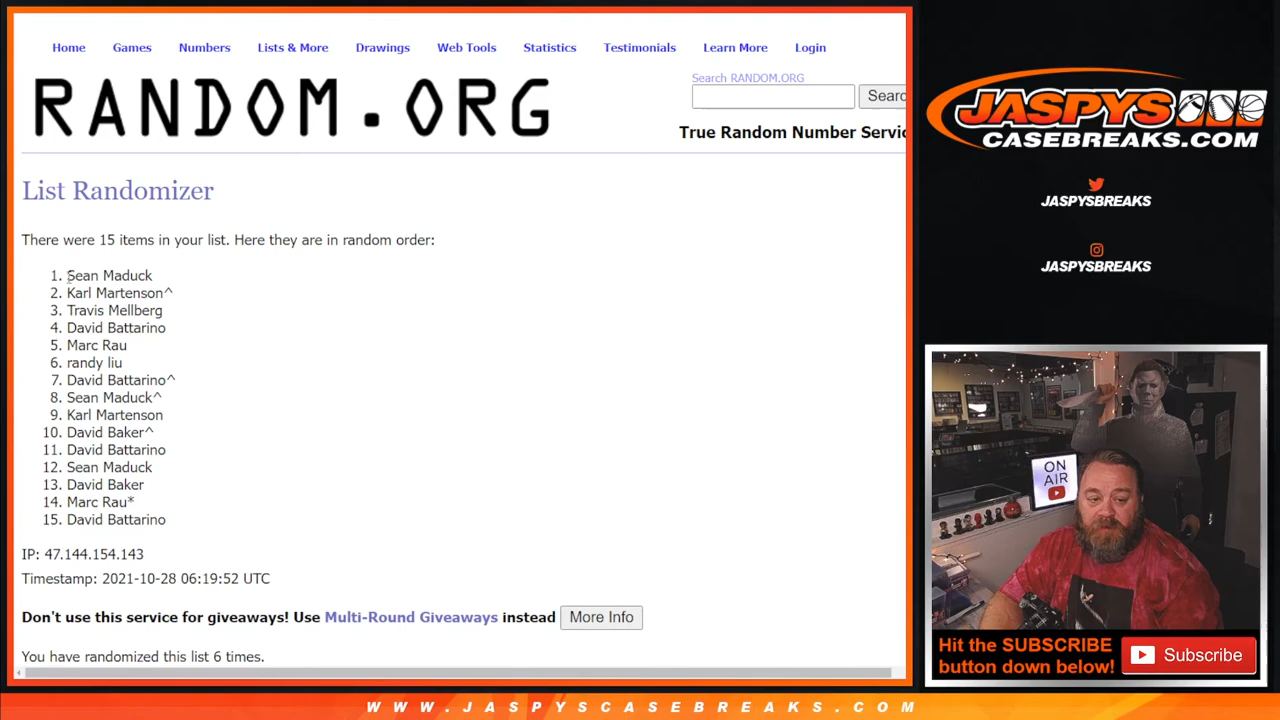 Home Games Numbers Lists & More Drawings Web Tools Statistics Testimonials Learn More Login
RANDOM.ORG
Search RANDOM.ORG
Searc
True Random Number Servic
List Randomizer
There were 15 items in your list. Here they are in random order:
1. Sean Maduck
2. Karl Martenson^
3. Travis Mellberg
4. David Battarino
5. Marc Rau
6. randy liu
7. David Battarino^
8. Sean Maduck^
9. Karl Martenson
10. David Baker^
11. David Battarino
12. Sean Maduck
13. David Baker
14. Marc Rau*
15. David Battarino
IP: 47.144.154.143
Timestamp: 2021-10-28 06:19:52 UTC
Don't use this service for giveaways! Use Multi-Round Giveaways instead More Info
You have randomized this list 6 times.
JASPYS
CASEBREAKS.COM
JASPYSBREAKS
JASPYSBREAKS
ON
AIR
Hit the SUBSCRIBE
button down below!
Subscribe
WWW.JASPYSCASEBREAKS.COM